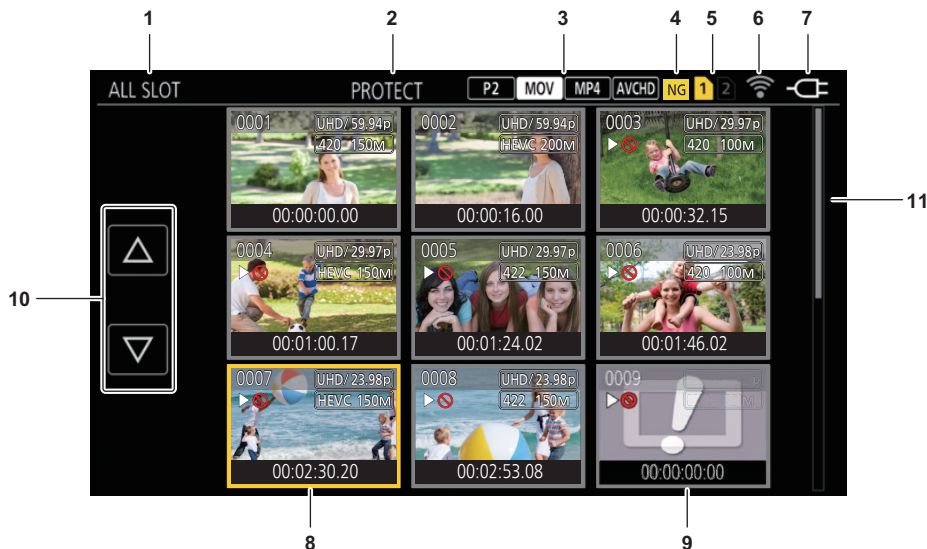 1 2 3 4 5 6 7
ALL SLOT PROTECT P2 MOV MP4 AVCHD NG 1 2
0001 UHD/59.94p 0002 UHD/59.94p 0003 UHD/29.97p
420 150M HEVC 200M 420 100M
00:00:00.00 00:00:16.00 00:00:32.15
11
0004 UHD/29.97p 0005 UHD/29.97p 0006 UHD/23.98p
HEVC 150M 422 150M 420 100M
10
00:01:00.17 00:01:24.02 00:01:46.02
0007 UHD/23.98p 0008 UHD/23.98p 0009
HEVC 150M 422 150M M
00:02:30.20 00:02:53.08 00:00:00:00
8 9